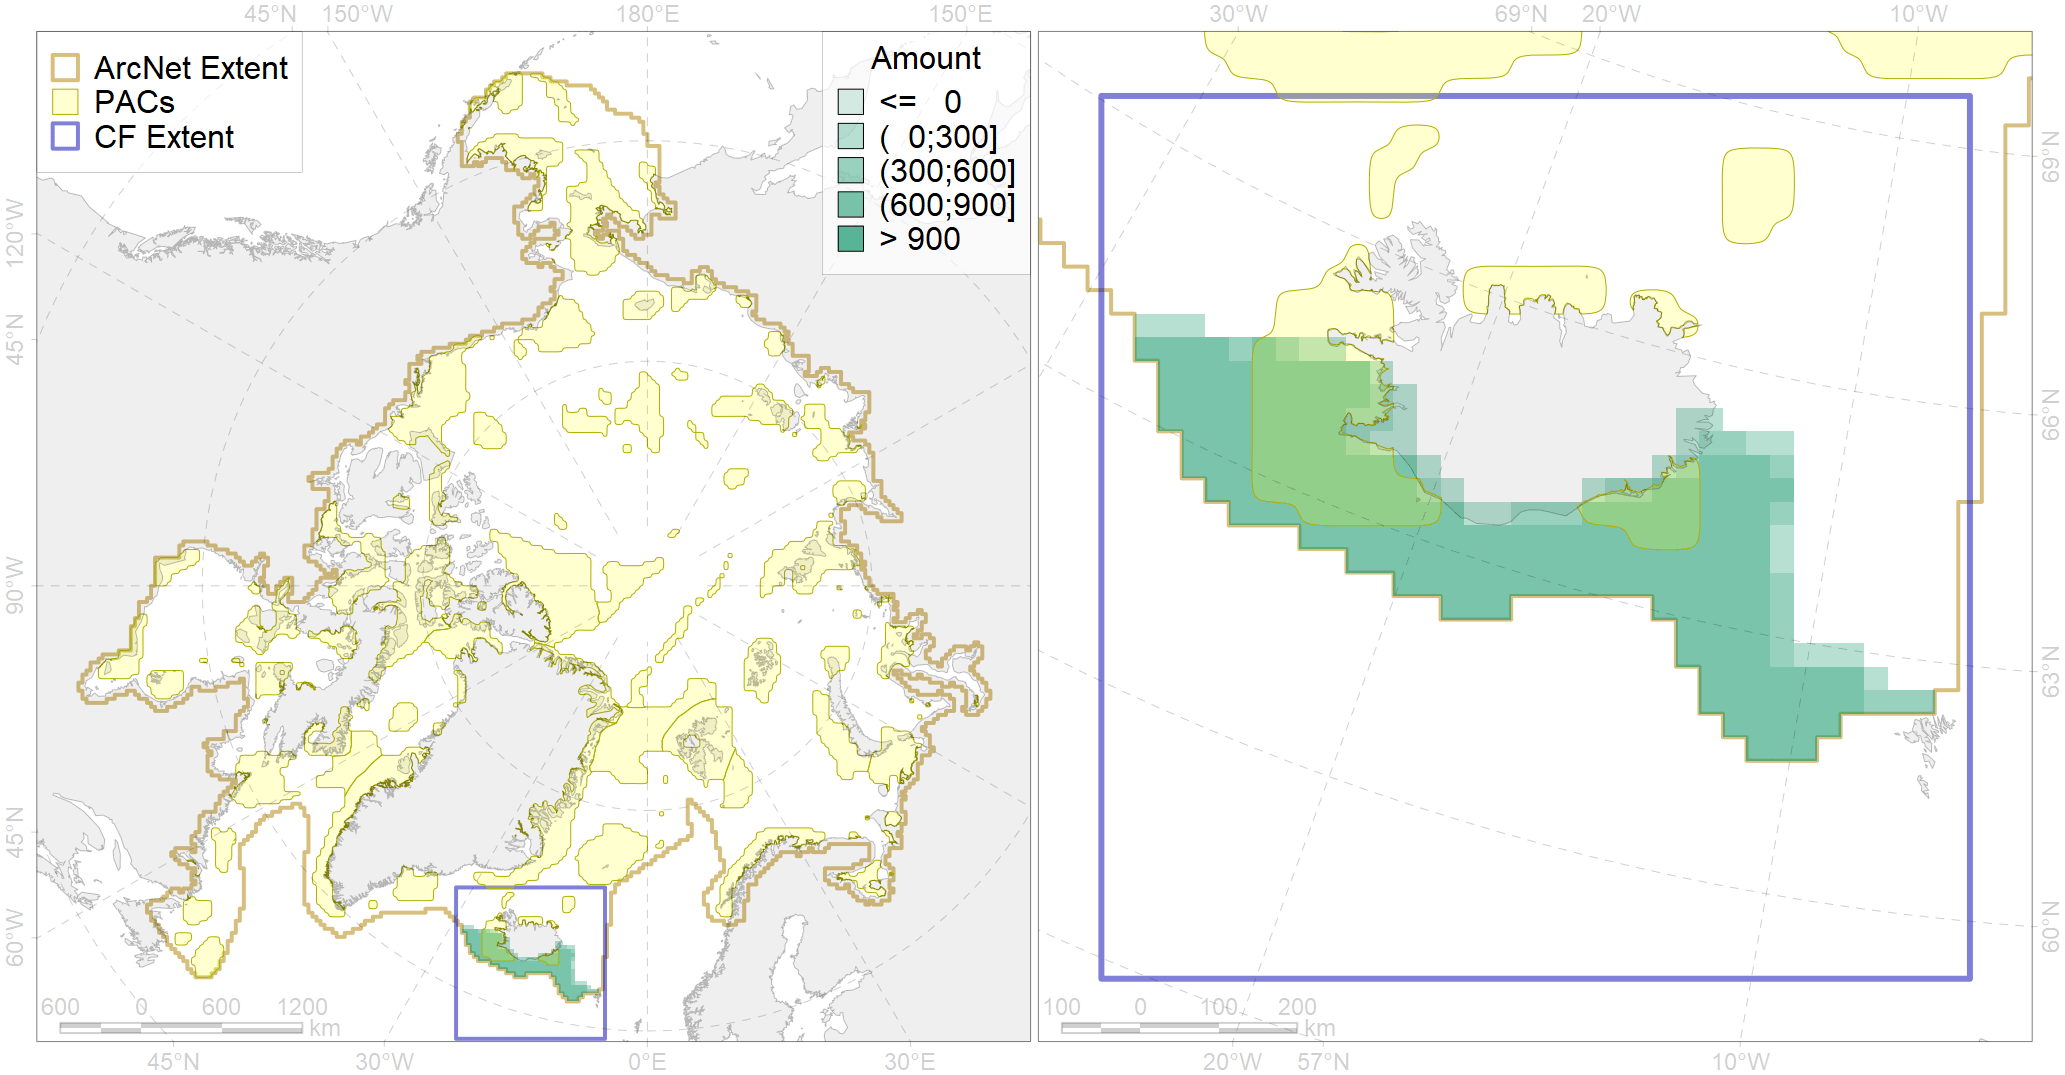 45°N 150°W 180°E 150°W 30°W 69°N 20°W 10°W
ArcNet Extent
PACs
CF Extent
Amount
<= 0
( 0;300]
(300;600]
(600;900]
> 900
120°W
45°N
90°W
45°N
60°W
69°N
66°N
63°N
60°N
600 0 600 1200
km
100 0 100 200
km
45°N 30°W 0°E 30°E 20°W 57°N 10°W